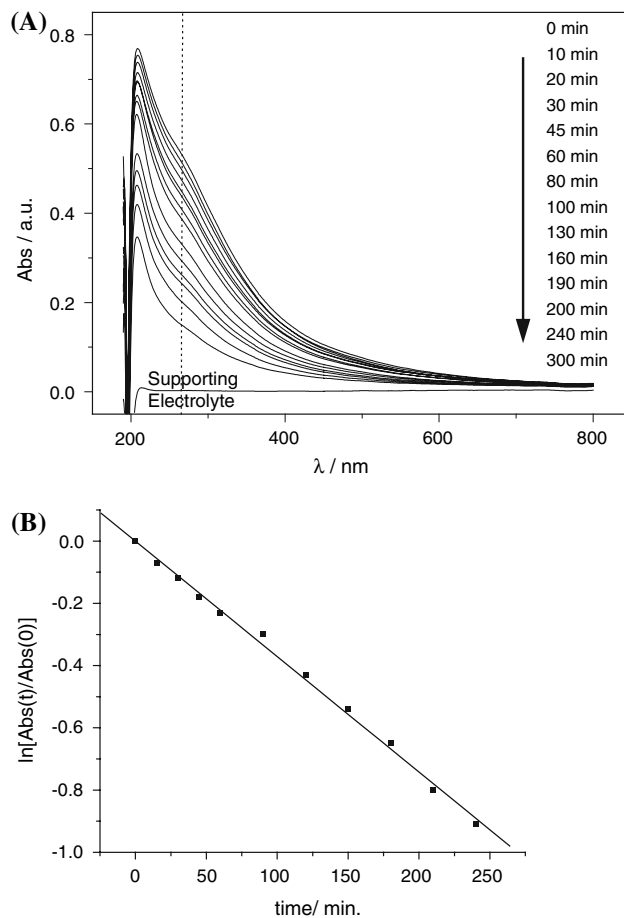 (A)
0.8
0.6
0.4
0.2
0.0
Abs / a.u.
200
400
600
800
λ / nm
0 min
10 min
20 min
30 min
45 min
60 min
80 min
100 min
130 min
160 min
190 min
200 min
240 min
300 min
Supporting
Electrolyte
(B)
0.0
-0.2
-0.4
-0.6
-0.8
-1.0
ln[Abs(t)/Abs(0)]
0
50
100
150
200
250
time/ min.